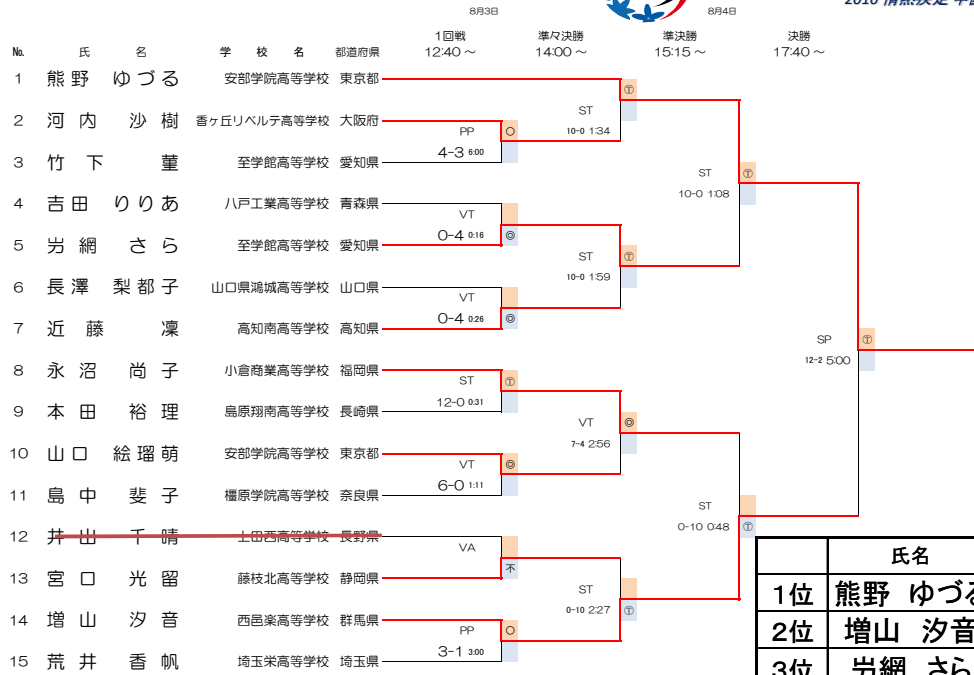 8月3日 8月4日
1回戦 準々決勝 準決勝 決勝
No. 氏 名 学 校 名 都道府県 12:40 ~ 14:00 ~ 15:15 ~ 17:40 ~
1 熊野 ゆづる 安部学院高等学校 東京都
Ⓣ
ST
2 河内 沙樹 香ヶ丘リベルテ高等学校 大阪府
PP ○ 10-0 1:34
4-3 6:00
3 竹下 菫 至学館高等学校 愛知県
ST Ⓣ
10-0 1:08
4 吉田 りりあ 八戸工業高等学校 青森県
VT
0-4 0:16 ◎
5 岩網 さら 至学館高等学校 愛知県
ST Ⓣ
10-0 1:59
6 長澤 梨都子 山口県鴻城高等学校 山口県
VT
0-4 0:26 ◎
7 近藤 凜 高知南高等学校 高知県
SP Ⓣ
12-2 5:00
8 永沼 尚子 小倉商業高等学校 福岡県
ST Ⓣ
12-0 0:31
9 本田 裕理 島原翔南高等学校 長崎県
VT ◎
7-4 2:56
10 山口 絵瑠萌 安部学院高等学校 東京都
VT ◎
6-0 1:11
11 島中 斐子 橿原学院高等学校 奈良県
ST
0-10 0:48 Ⓣ
12 井山 千晴 上田西高等学校 長野県
VA
不
13 宮口 光留 藤枝北高等学校 静岡県
ST
0-10 2:27 Ⓣ
14 増山 汐音 西邑楽高等学校 群馬県
PP ○
3-1 3:00
15 荒井 香帆 埼玉栄高等学校 埼玉県
氏名
1位 熊野 ゆづる
2位 増山 汐音
3位 岩網 さら